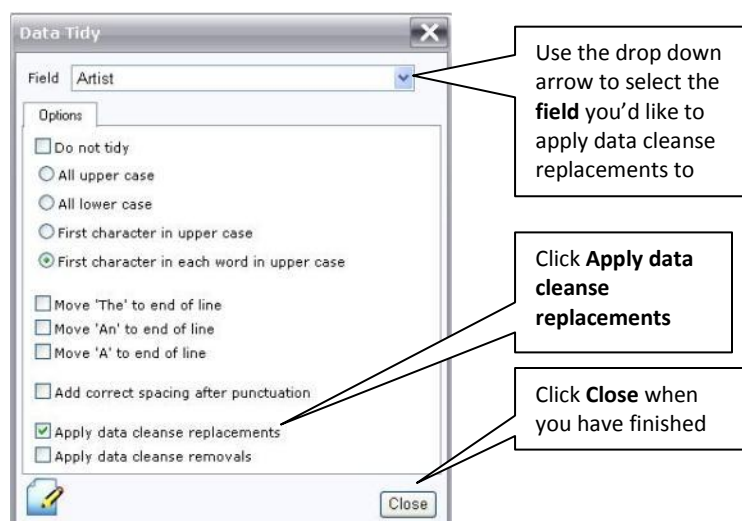 Data Tidy
Field Artist
Options
Do not tidy
All upper case
All lower case
First character in upper case
First character in each word in upper case
Move 'The' to end of line
Move 'An' to end of line
Move 'A' to end of line
Add correct spacing after punctuation
Apply data cleanse replacements
Apply data cleanse removals
Close
Use the drop down
arrow to select the
field you’d like to
apply data cleanse
replacements to
Click Apply data
cleanse
replacements
Click Close when
you have finished